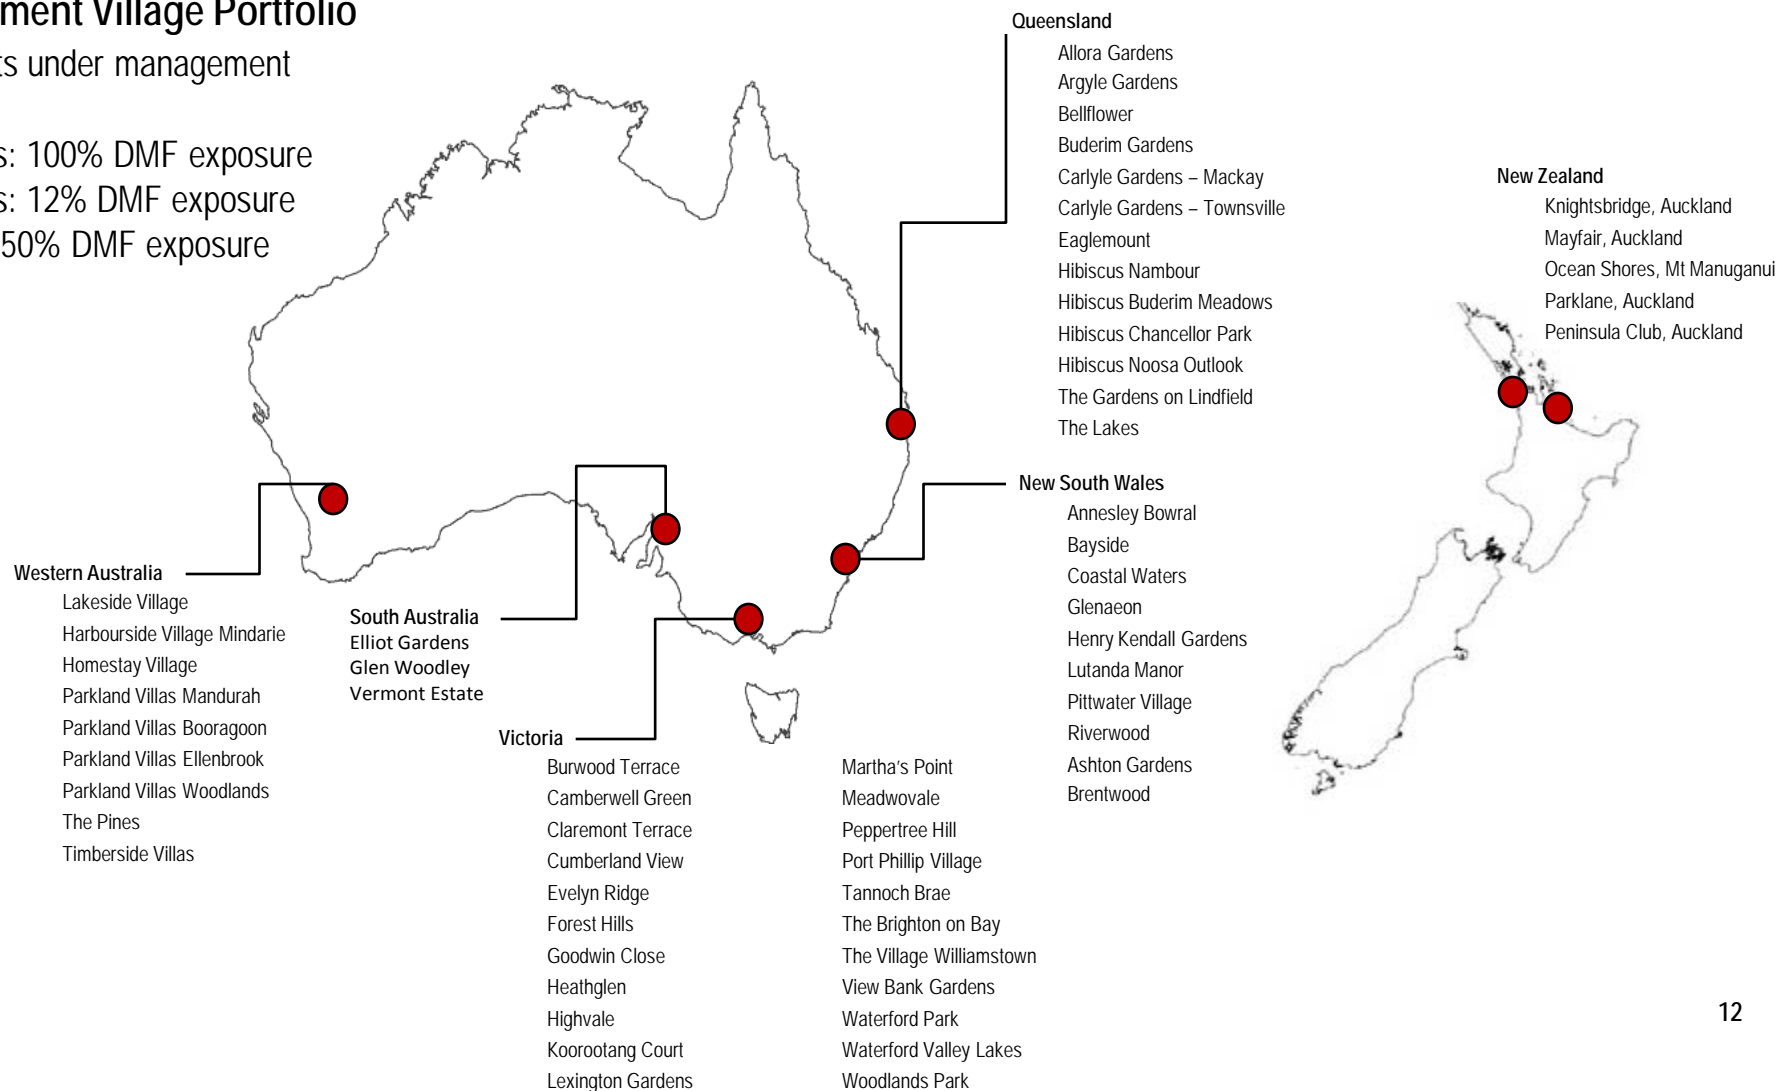 ment Village Portfolio
ts under management
s: 100% DMF exposure
s: 12% DMF exposure
50% DMF exposure
Queensland
Allora Gardens
Argyle Gardens
Bellflower
Buderim Gardens
Carlyle Gardens – Mackay
Carlyle Gardens – Townsville
Eaglemount
Hibiscus Nambour
Hibiscus Buderim Meadows
Hibiscus Chancellor Park
Hibiscus Noosa Outlook
The Gardens on Lindfield
The Lakes
New Zealand
Knightsbridge, Auckland
Mayfair, Auckland
Ocean Shores, Mt Manuganui
Parklane, Auckland
Peninsula Club, Auckland
New South Wales
Annesley Bowral
Bayside
Coastal Waters
Glenaeon
Henry Kendall Gardens
Lutanda Manor
Pittwater Village
Riverwood
Ashton Gardens
Brentwood
Western Australia
Lakeside Village
Harbourside Village Mindarie
Homestay Village
Parkland Villas Mandurah
Parkland Villas Booragoon
Parkland Villas Ellenbrook
Parkland Villas Woodlands
The Pines
Timberside Villas
South Australia
Elliot Gardens
Glen Woodley
Vermont Estate
Victoria
Burwood Terrace
Camberwell Green
Claremont Terrace
Cumberland View
Evelyn Ridge
Forest Hills
Goodwin Close
Heathglen
Highvale
Koorootang Court
Lexington Gardens
Martha's Point
Meadwovale
Peppertree Hill
Port Phillip Village
Tannoch Brae
The Brighton on Bay
The Village Williamstown
View Bank Gardens
Waterford Park
Waterford Valley Lakes
Woodlands Park
12